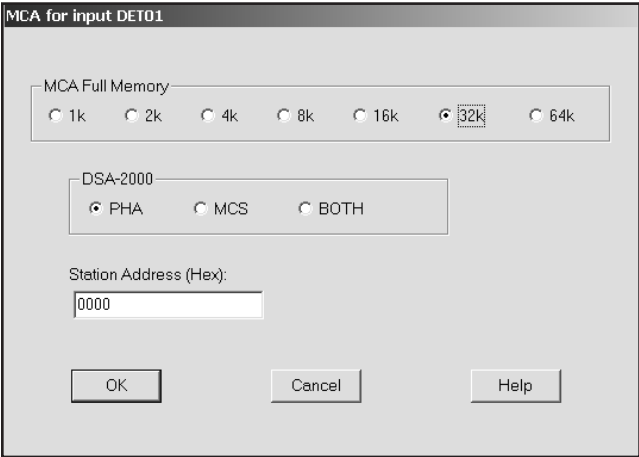 MCA for input DET01
MCA Full Memory
1k 2k 4k 8k 16k 32k 64k
DSA-2000
PHA MCS BOTH
Station Address (Hex):
0000
OK Cancel Help